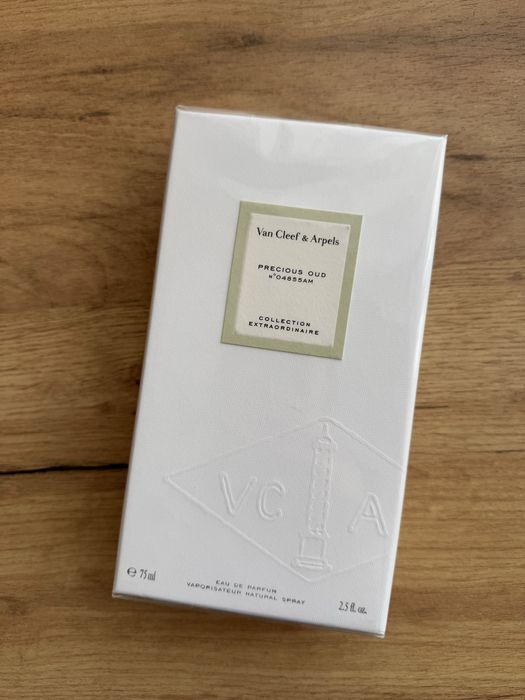 Van Cleef & Arpels
PRECIOUS OUD
N°04855AM
COLLECTION
EXTRAORDINAIRE
VC A
EAU DE PARFUM
VAPORISATEUR NATURAL SPRAY
℮ 75 ml
2.5 fl. oz.